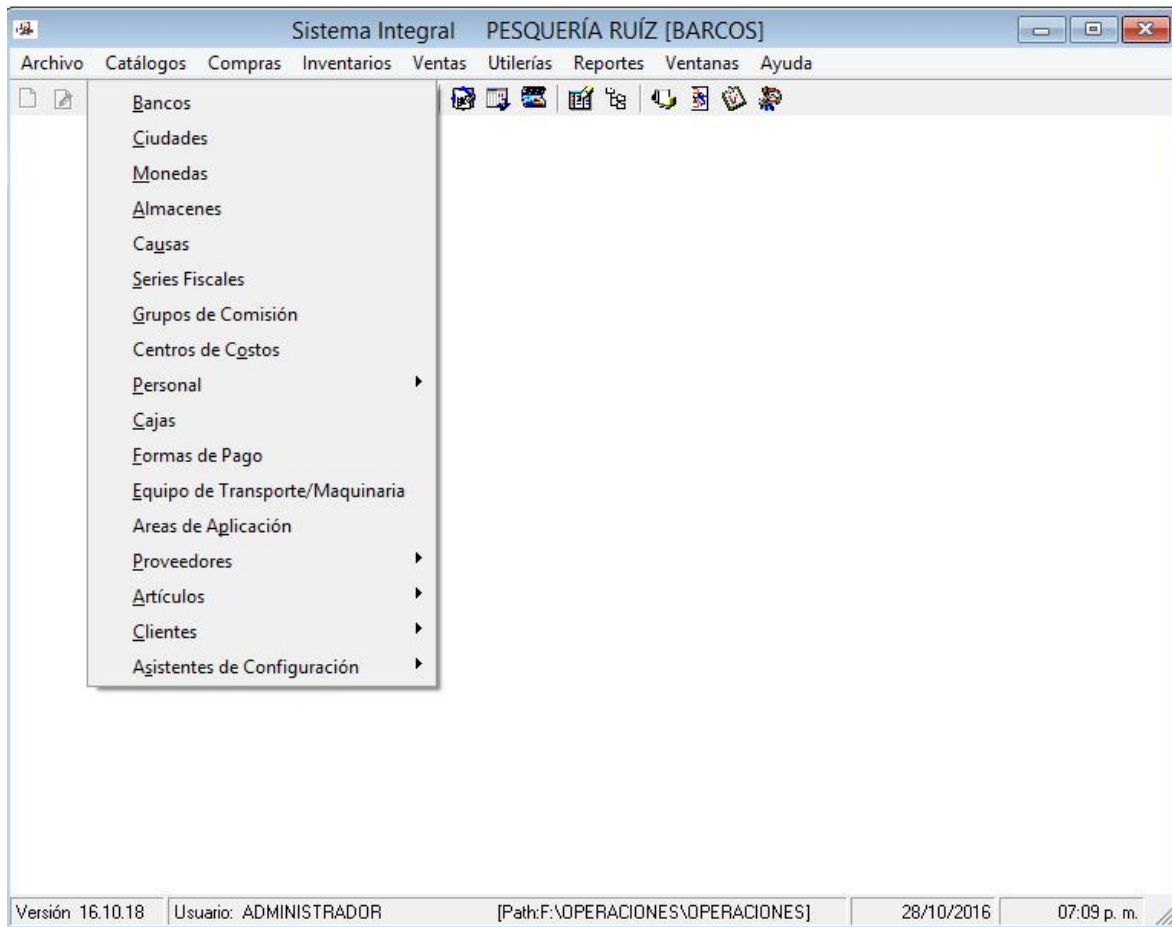 Sistema Integral PESQUERÍA RUÍZ [BARCOS]
Archivo Catálogos Compras Inventarios Ventas Utilerías Reportes Ventanas Ayuda
Bancos
Ciudades
Monedas
Almacenes
Causas
Series Fiscales
Grupos de Comisión
Centros de Costos
Personal
Cajas
Formas de Pago
Equipo de Transporte/Maquinaria
Areas de Aplicación
Proveedores
Artículos
Clientes
Asistentes de Configuración
Versión 16.10.18 Usuario: ADMINISTRADOR [Path:F:\OPERACIONES\OPERACIONES] 28/10/2016 07:09 p. m.